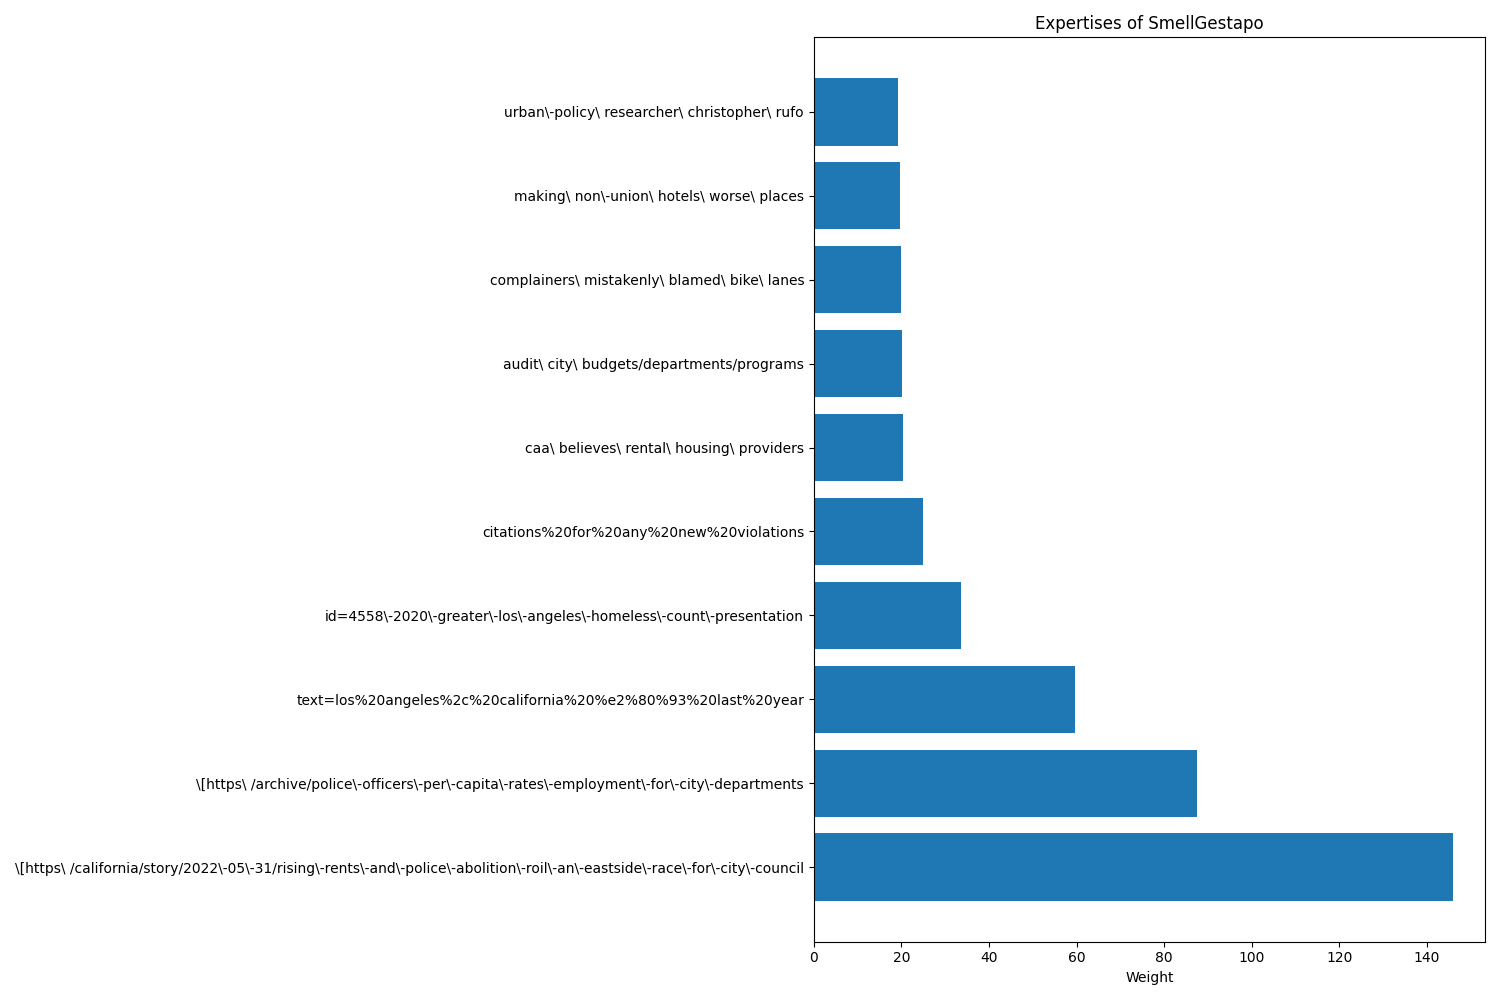 Expertises of SmellGestapo
urban\-policy\ researcher\ christopher\ rufo
making\ non\-union\ hotels\ worse\ places
complainers\ mistakenly\ blamed\ bike\ lanes
audit\ city\ budgets/departments/programs
caa\ believes\ rental\ housing\ providers
citations%20for%20any%20new%20violations
id=4558\-2020\-greater\-los\-angeles\-homeless\-count\-presentation
text=los%20angeles%2c%20california%20%e2%80%93%20last%20year
\[https\ /archive/police\-officers\-per\-capita\-rates\-employment\-for\-city\-departments
\[https\ /california/story/2022\-05\-31/rising\-rents\-and\-police\-abolition\-roil\-an\-eastside\-race\-for\-city\-council
0 20 40 60 80 100 120 140
Weight